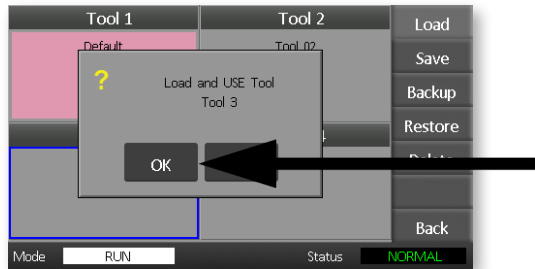 Tool 1
Tool 2
Load
Default
Tool 02
Save
Load and USE Tool
Tool 3
Backup
Restore
OK
Back
Mode
RUN
Status
NORMAL